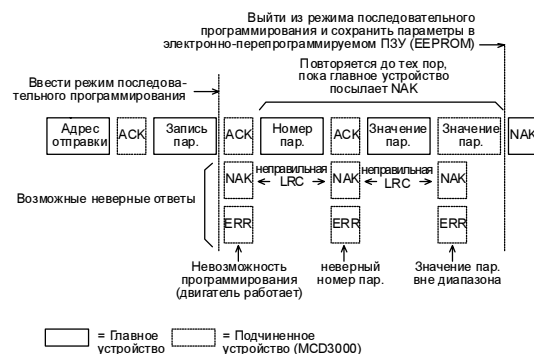 Выйти из режима последовательного
программирования и сохранить параметры в
электронно-перепрограммируемом ПЗУ (EEPROM)
Повторяется до тех пор,
пока главное устройство
посылает NAK
Ввести режим последова-
тельного программирования
Адрес
отправки
ACK
Запись
пар.
ACK
Номер
пар.
ACK
Значение
пар.
Значение
пар.
NAK
Возможные неверные ответы
NAK
неправильная
LRC
NAK
неправильная
LRC
NAK
ERR
ERR
ERR
Невозможность
программирования
(двигатель работает)
неверный
номер пар.
Значение пар.
вне диапазона
= Главное
устройство
= Подчиненное
устройство (MCD3000)